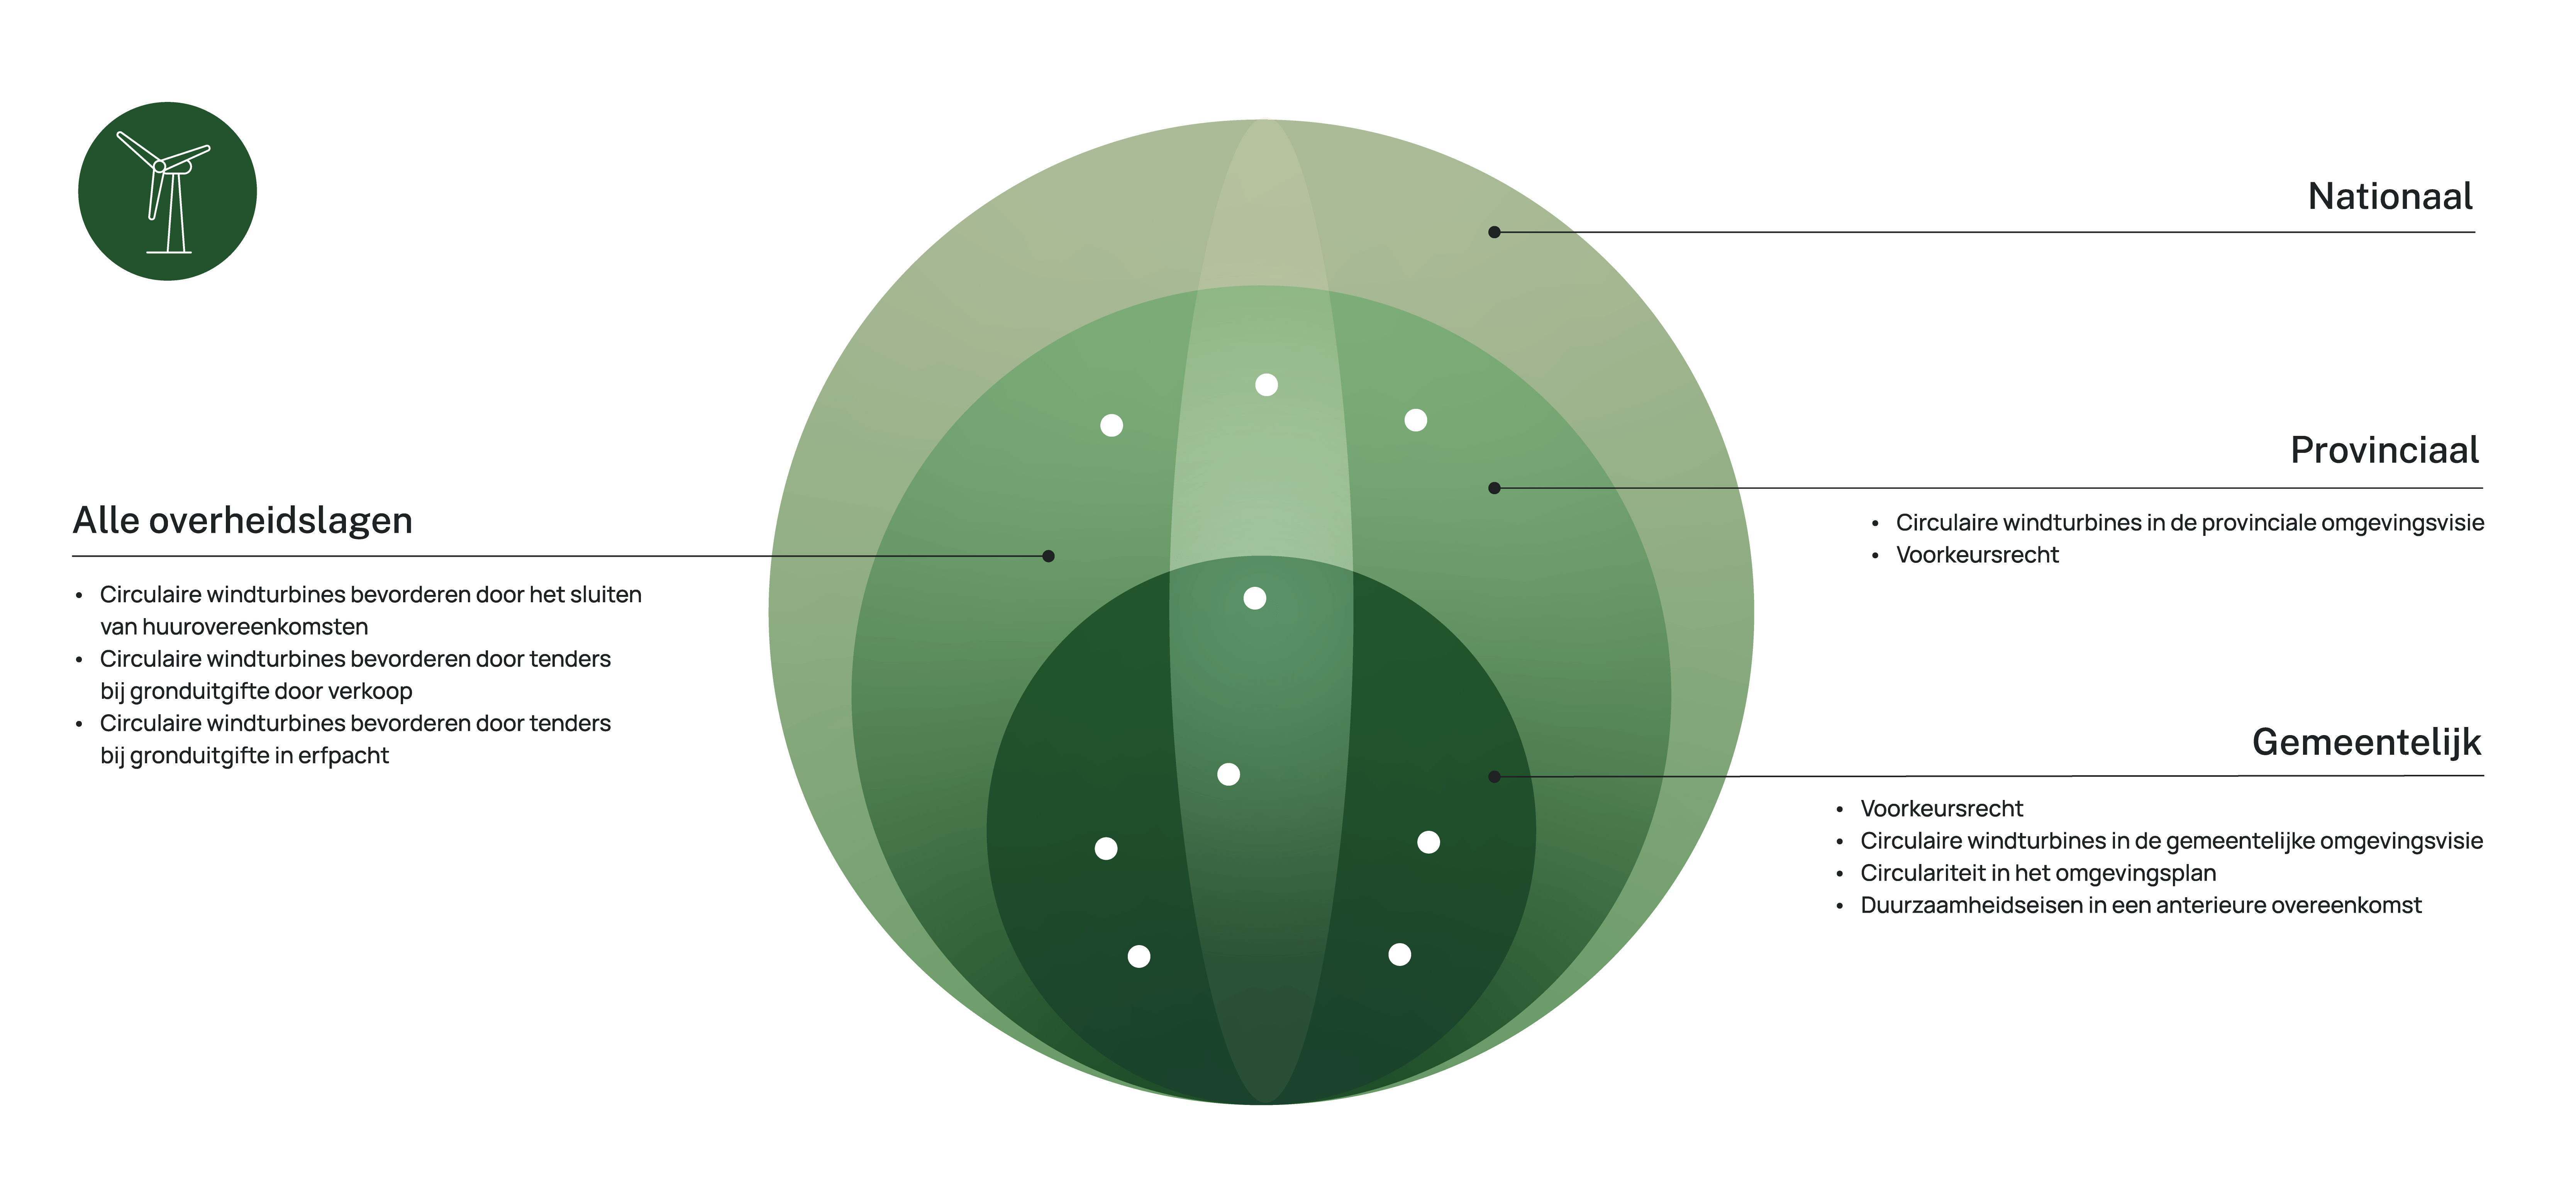 Nationaal
Provinciaal
• Circulaire windturbines in de provinciale omgevingsvisie
• Voorkeursrecht
Alle overheidslagen
• Circulaire windturbines bevorderen door het sluiten
van huurovereenkomsten
• Circulaire windturbines bevorderen door tenders
bij gronduitgifte door verkoop
• Circulaire windturbines bevorderen door tenders
bij gronduitgifte in erfpacht
Gemeentelijk
• Voorkeursrecht
• Circulaire windturbines in de gemeentelijke omgevingsvisie
• Circulariteit in het omgevingsplan
• Duurzaamheidseisen in een anterieure overeenkomst